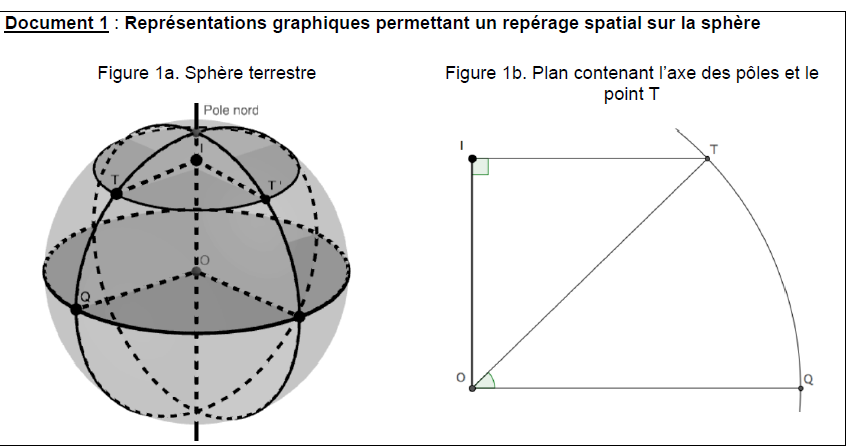 Document 1 : Représentations graphiques permettant un repérage spatial sur la sphère
Figure 1a. Sphère terrestre
Pole nord
I
T
T'
O
Q
Figure 1b. Plan contenant l'axe des pôles et le
point T
I
T
O
Q